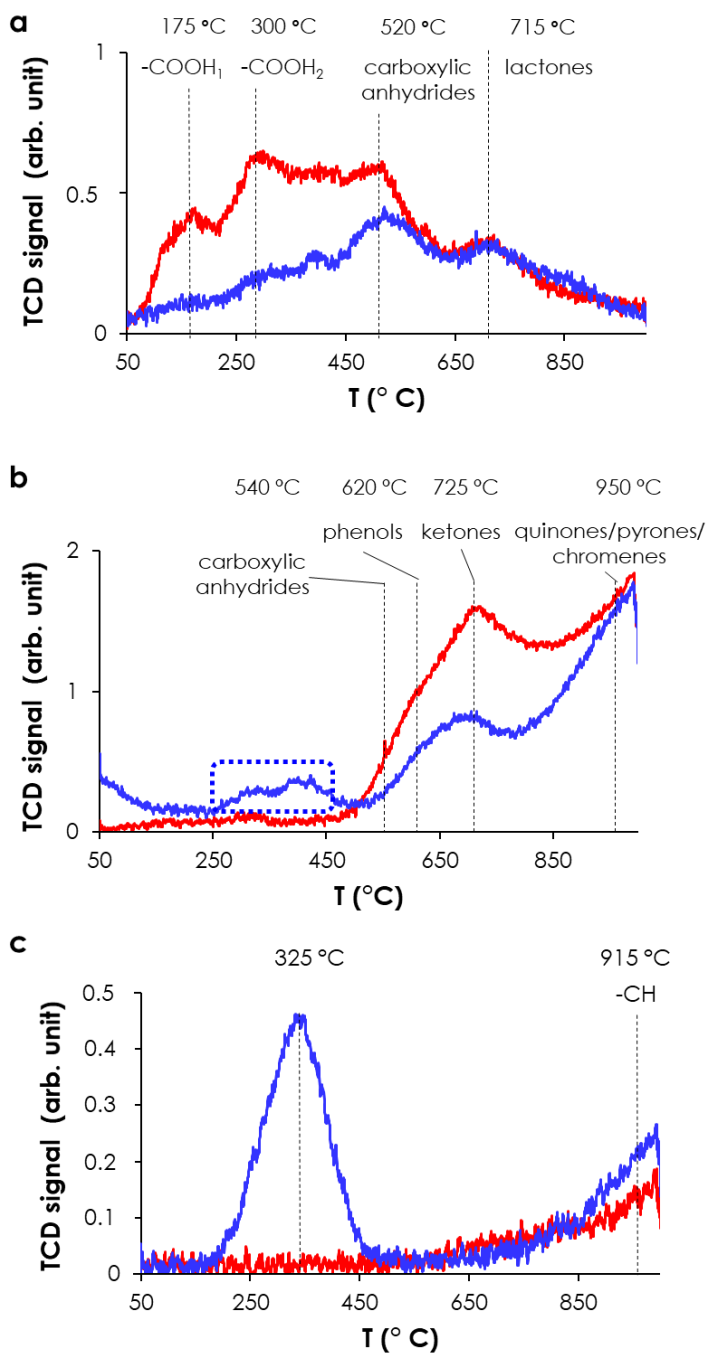 a
175 °C 300 °C 520 °C 715 °C
-COOH₁ -COOH₂ carboxylic anhydrides lactones
1
0.5
0
TCD signal (arb. unit)
50 250 450 650 850
T (° C)
b
540 °C 620 °C 725 °C 950 °C
phenols ketones quinones/pyrones/
chromenes
carboxylic
anhydrides
2
1
0
TCD signal (arb. unit)
50 250 450 650 850
T (°C)
c
325 °C 915 °C
-CH
0.5
0.4
0.3
0.2
0.1
0
TCD signal (arb. unit)
50 250 450 650 850
T (° C)